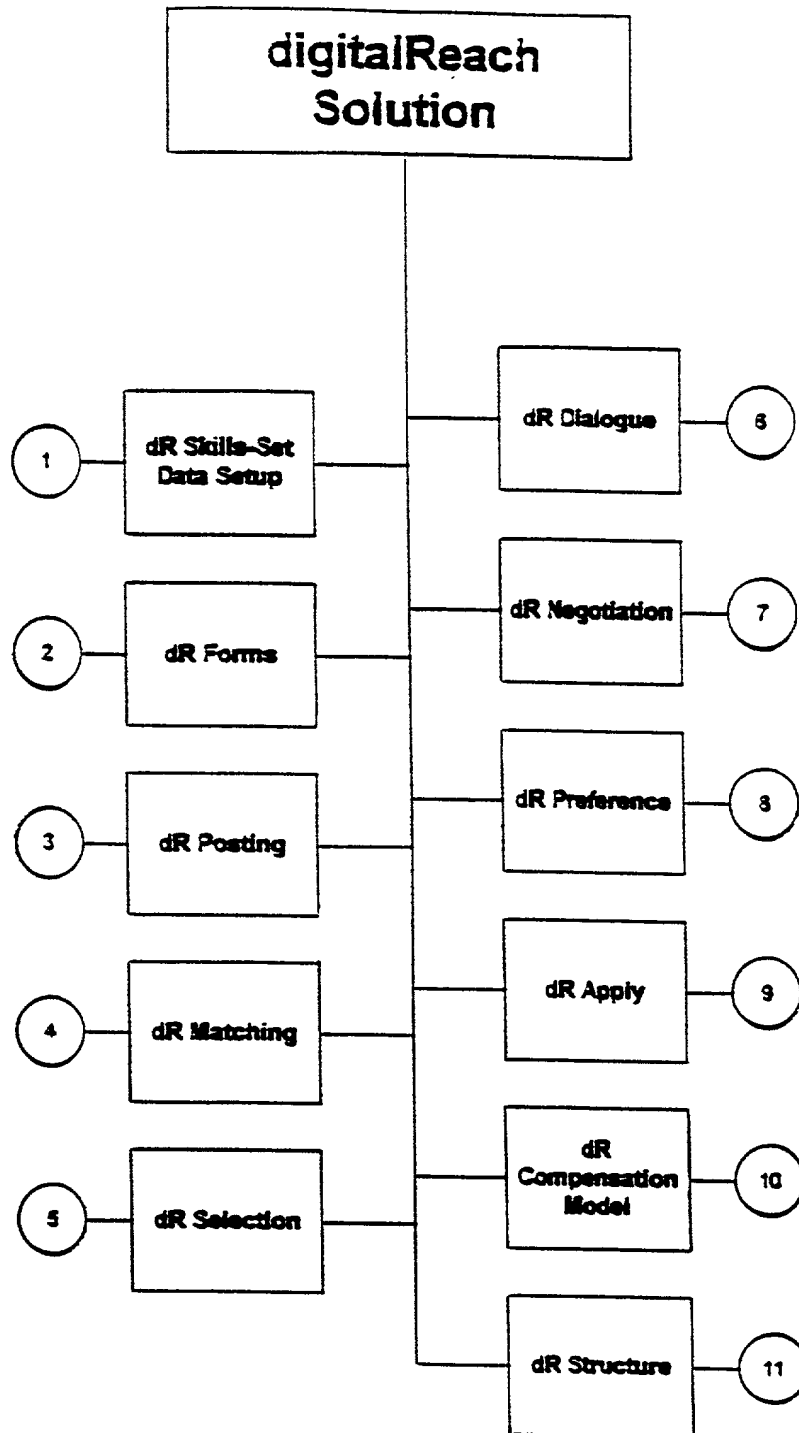 digitalReach
Solution
1
dR Skills-Set
Data Setup
2
dR Forms
3
dR Posting
4
dR Matching
5
dR Selection
dR Dialogue
6
dR Negotiation
7
dR Preference
8
dR Apply
9
dR
Compensation
Model
10
dR Structure
11